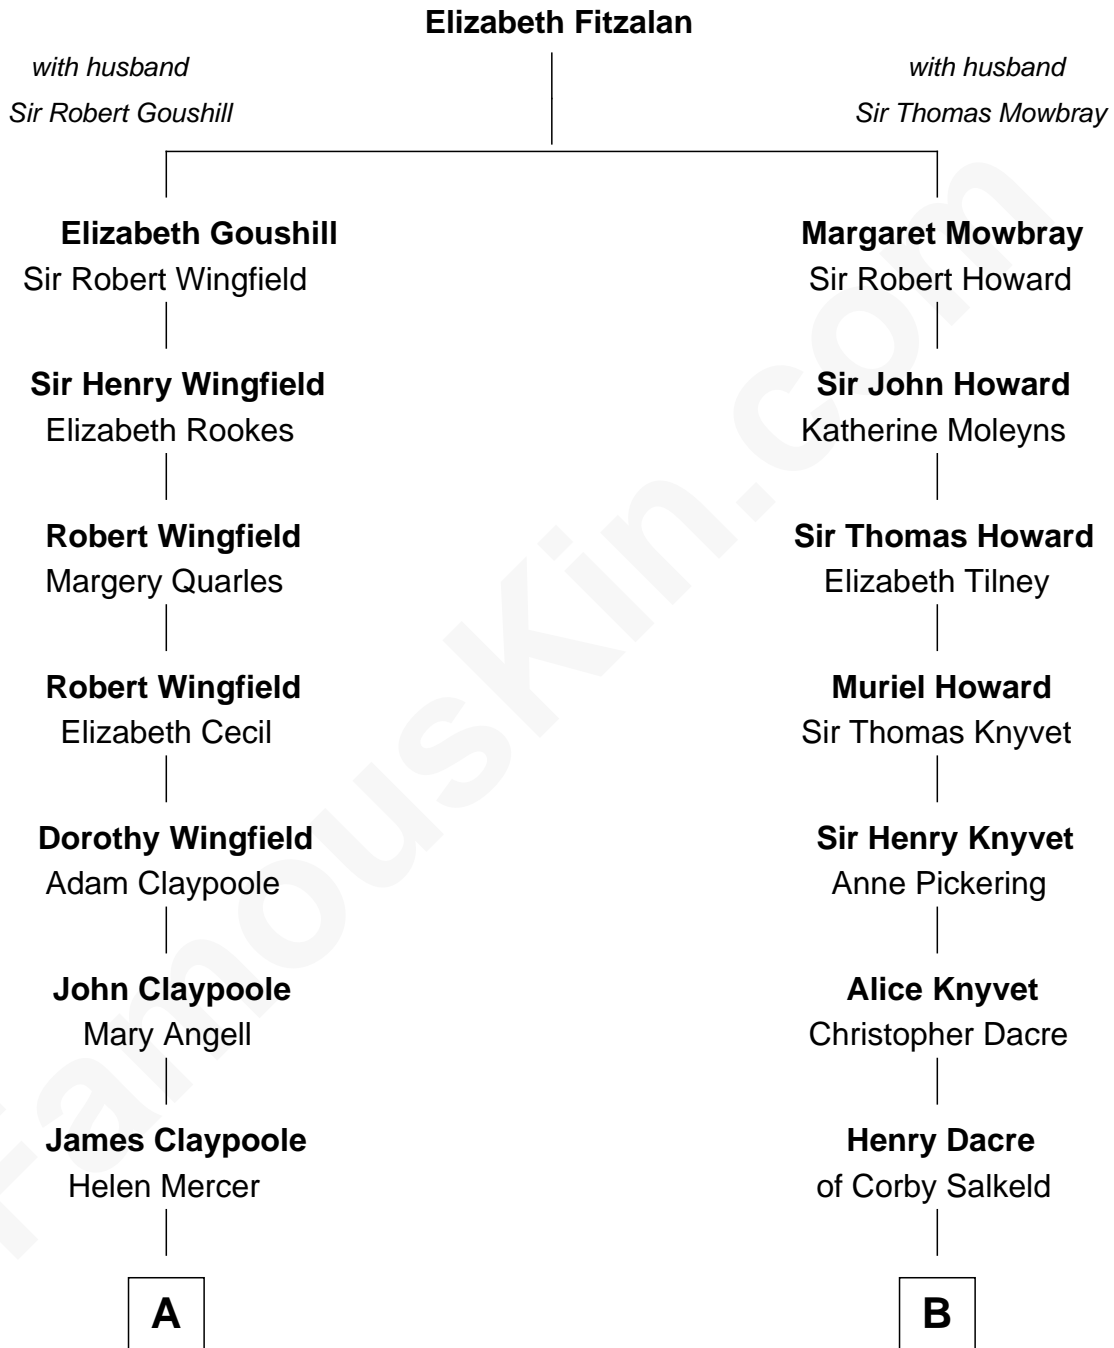 Elizabeth Fitzalan
with husband
Sir Robert Goushill
with husband
Sir Thomas Mowbray
Elizabeth Goushill
Sir Robert Wingfield
Margaret Mowbray
Sir Robert Howard
Sir Henry Wingfield
Elizabeth Rookes
Sir John Howard
Katherine Moleyns
Robert Wingfield
Margery Quarles
Sir Thomas Howard
Elizabeth Tilney
Robert Wingfield
Elizabeth Cecil
Muriel Howard
Sir Thomas Knyvet
Dorothy Wingfield
Adam Claypoole
Sir Henry Knyvet
Anne Pickering
John Claypoole
Mary Angell
Alice Knyvet
Christopher Dacre
James Claypoole
Helen Mercer
Henry Dacre
of Corby Salkeld
A
B
FamousKin.com